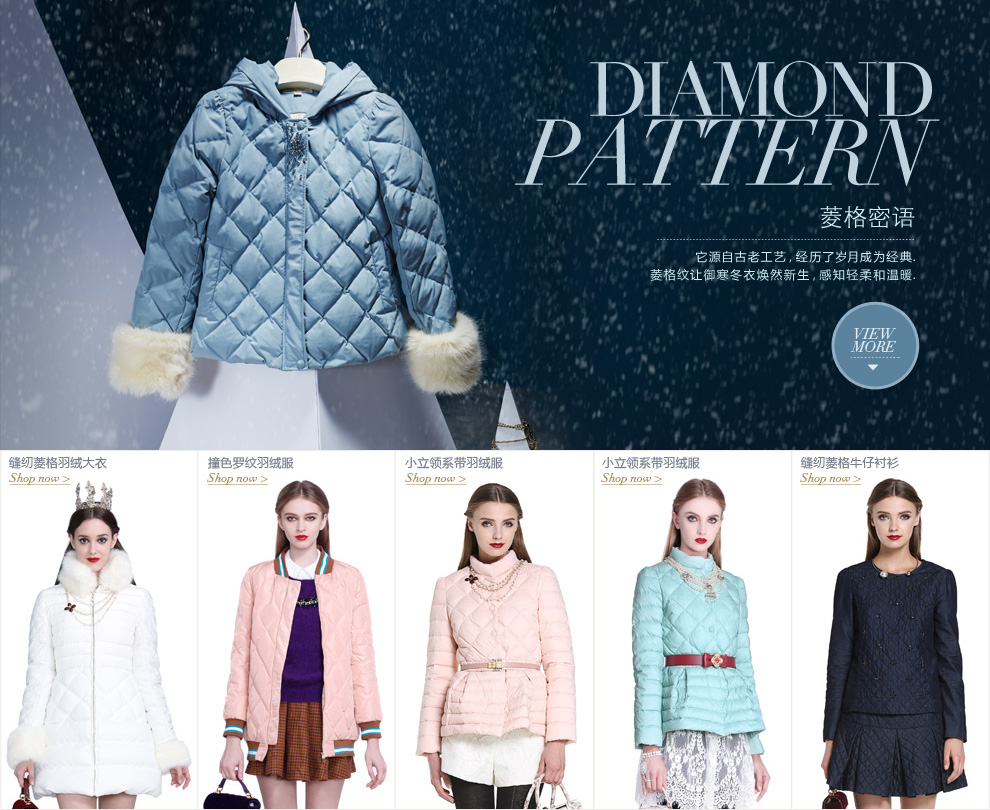 DIAMOND
PATTERN
菱格密语
它源自古老工艺,经历了岁月成为经典.
菱格纹让御寒冬衣焕然新生,感知轻柔和温暖.
VIEW
MORE
缝纫菱格羽绒大衣
Shop now >
撞色罗纹羽绒服
Shop now >
小立领系带羽绒服
Shop now >
小立领系带羽绒服
Shop now >
缝纫菱格牛仔衬衫
Shop now >